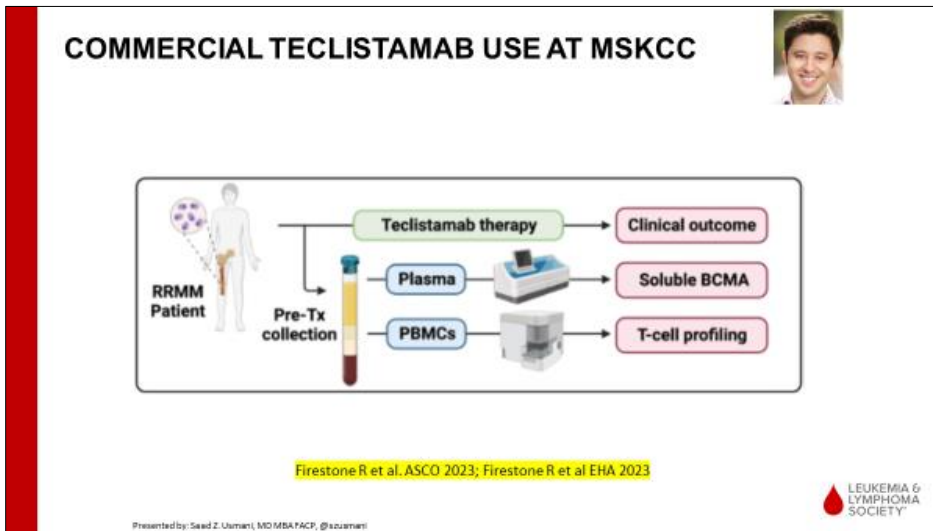 COMMERCIAL TECLISTAMAB USE AT MSKCC
RRMM
Patient
Pre-Tx
collection
Teclistamab therapy
Clinical outcome
Plasma
Soluble BCMA
PBMCs
T-cell profiling
Firestone R et al. ASCO 2023; Firestone R et al EHA 2023
LEUKEMIA &
LYMPHOMA
SOCIETY®
Presented by: Saad Z. Usmani, MD MBA FACP, @szusmani